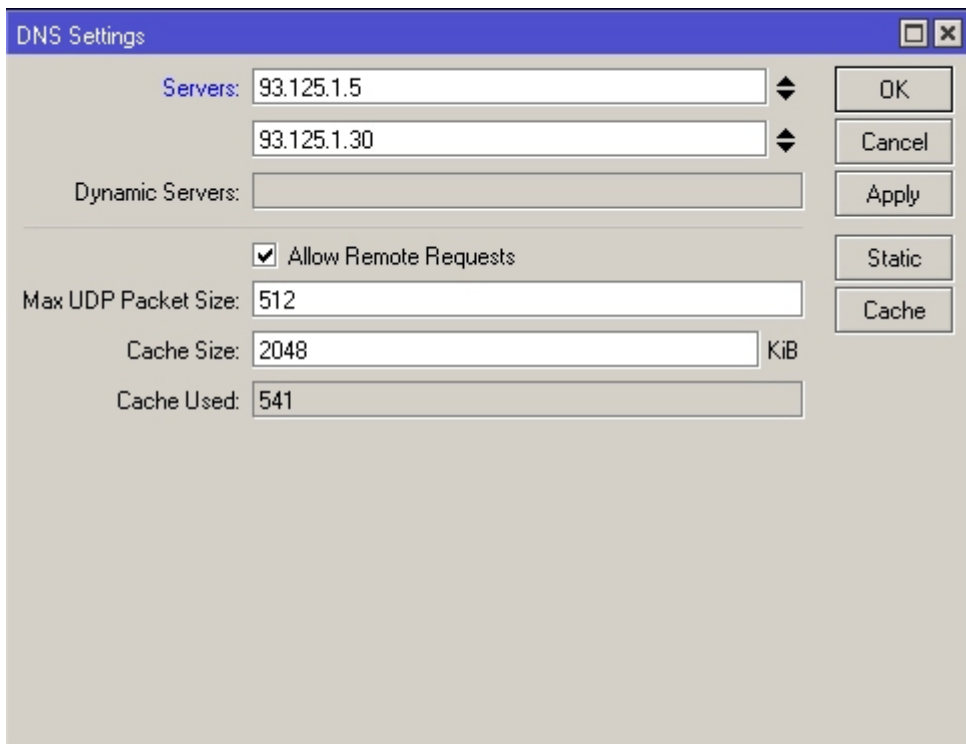 DNS Settings
Servers: 93.125.1.5
OK
93.125.1.30
Cancel
Dynamic Servers:
Apply
Allow Remote Requests
Static
Max UDP Packet Size: 512
Cache
Cache Size: 2048 KiB
Cache Used: 541